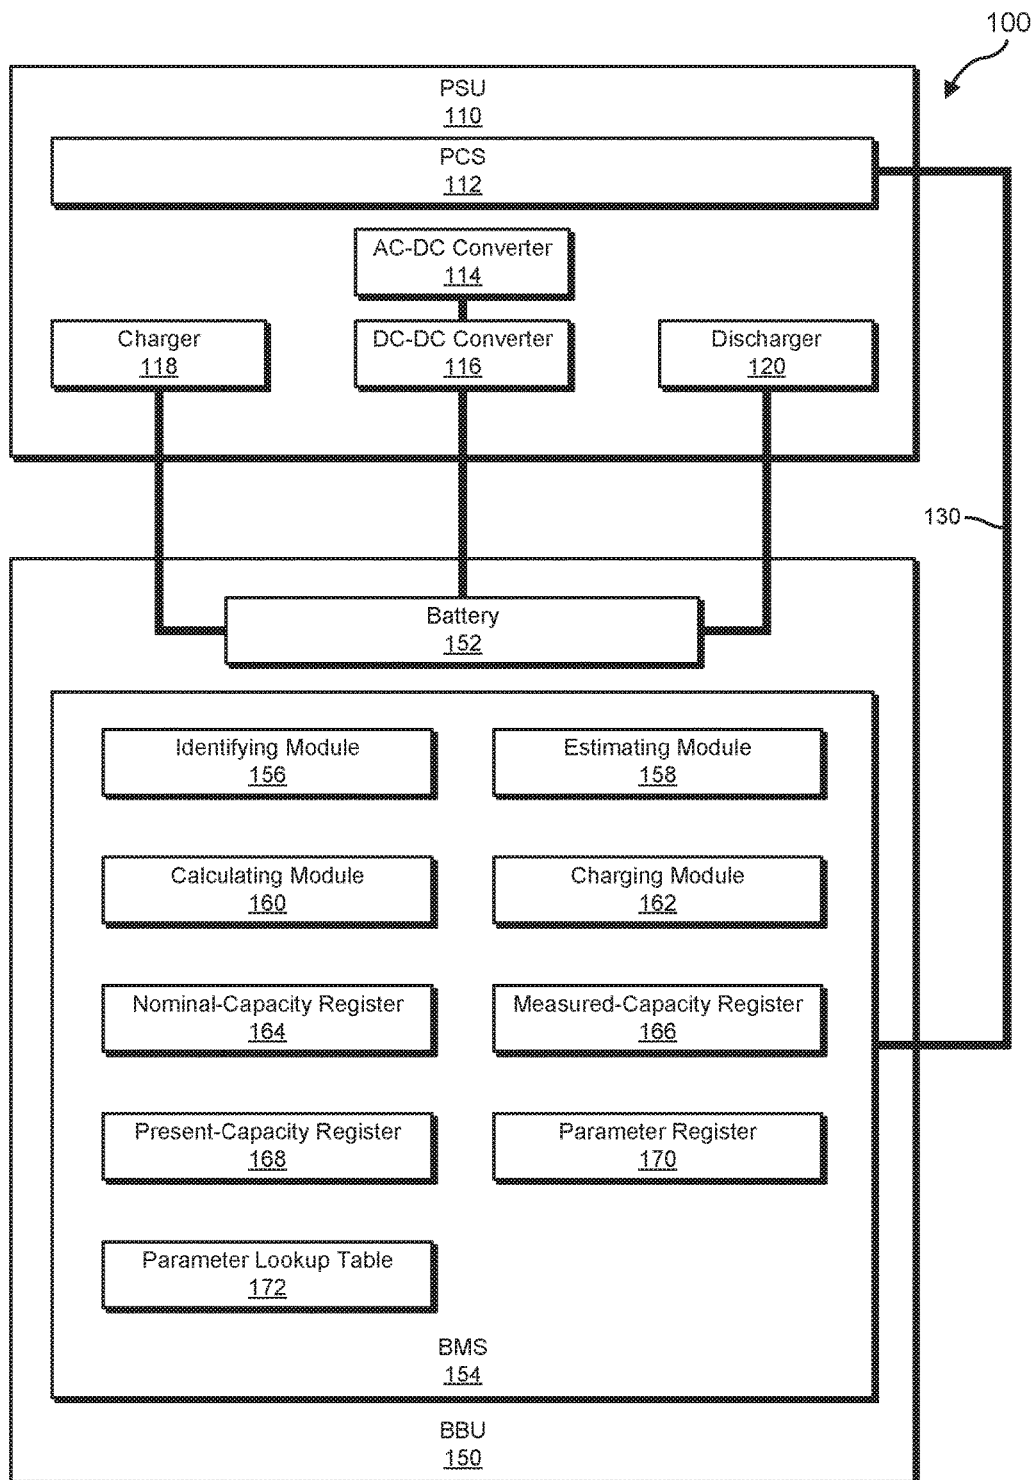 100
PSU
110
PCS
112
AC-DC Converter
114
Charger
118
DC-DC Converter
116
Discharger
120
130
Battery
152
Identifying Module
156
Estimating Module
158
Calculating Module
160
Charging Module
162
Nominal-Capacity Register
164
Measured-Capacity Register
166
Present-Capacity Register
168
Parameter Register
170
Parameter Lookup Table
172
BMS
154
BBU
150